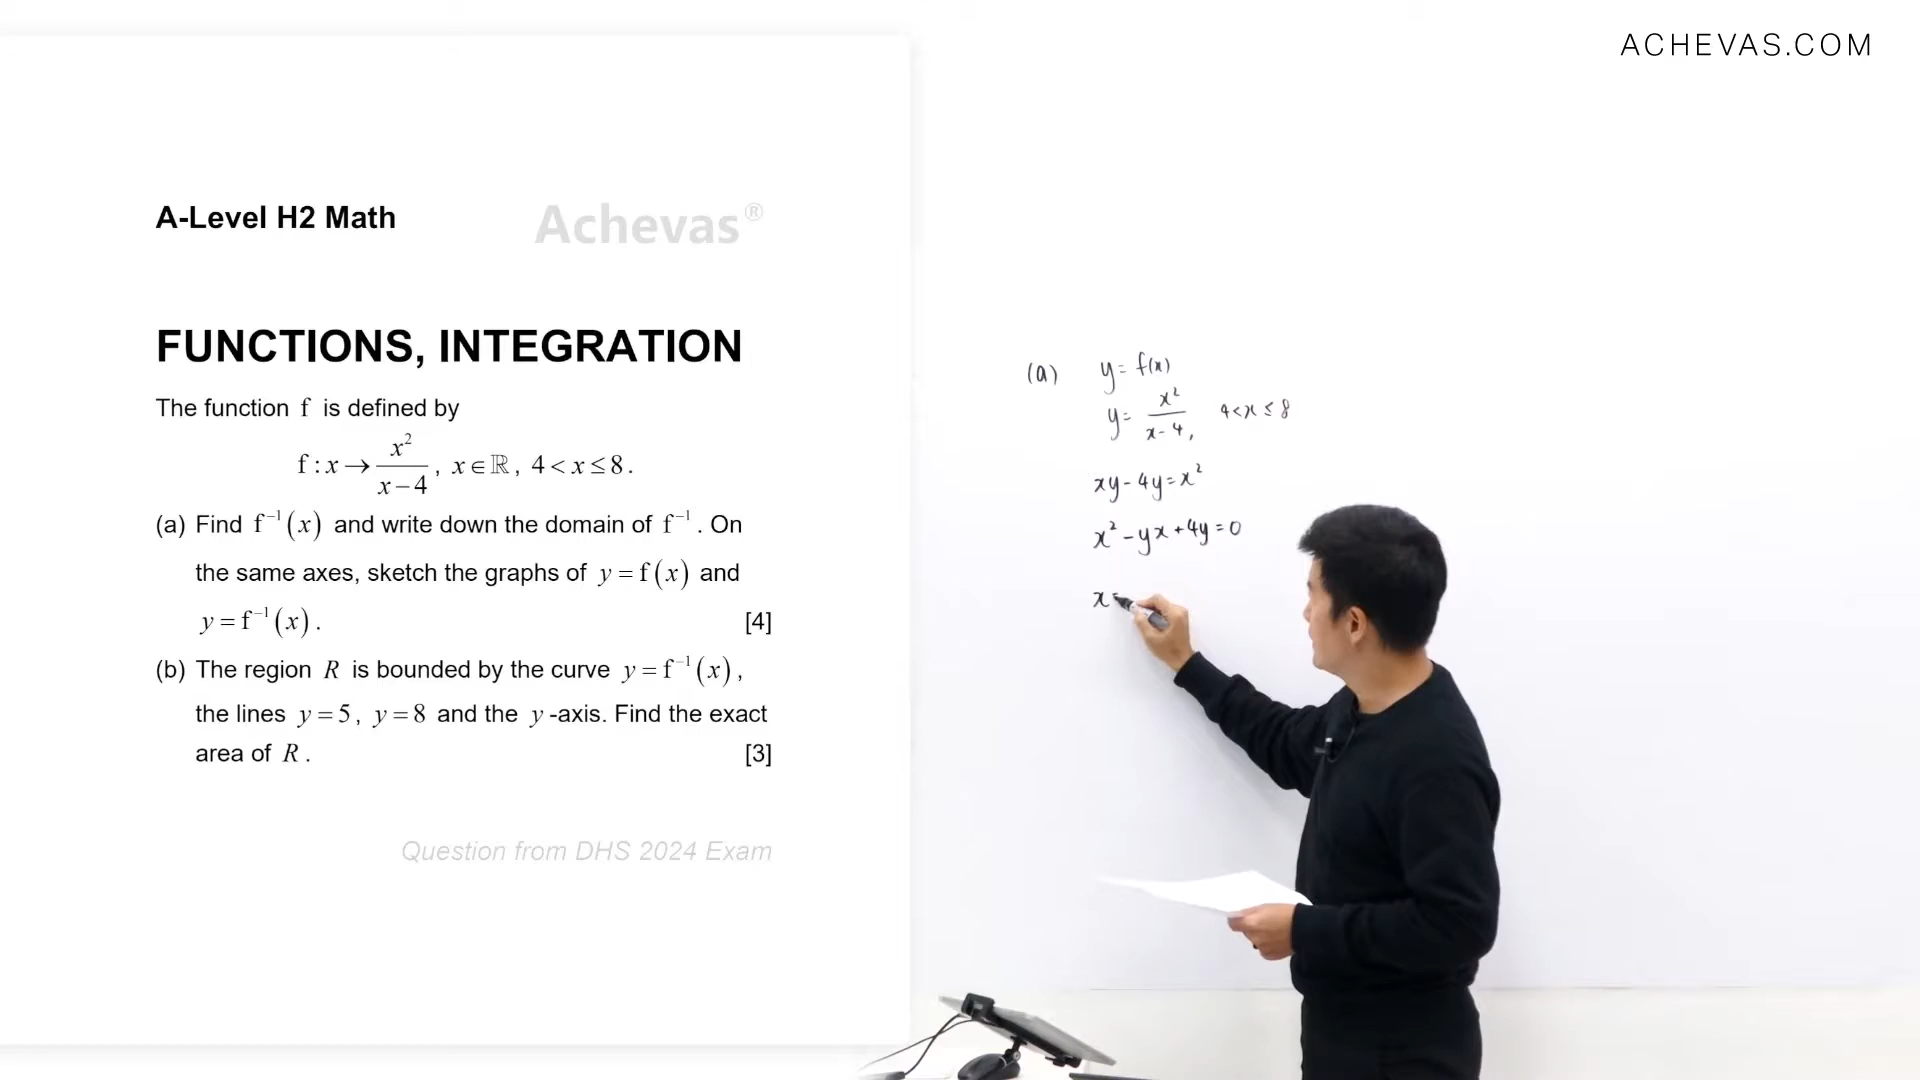 ACHEVAS.COM
A-Level H2 Math
Achevas®
FUNCTIONS, INTEGRATION
The function f is defined by
f : x → x²/(x − 4), x ∈ ℝ, 4 < x ≤ 8.
(a) Find f⁻¹(x) and write down the domain of f⁻¹. On
the same axes, sketch the graphs of y = f(x) and
y = f⁻¹(x). [4]
(b) The region R is bounded by the curve y = f⁻¹(x),
the lines y = 5, y = 8 and the y-axis. Find the exact
area of R. [3]
Question from DHS 2024 Exam
(a) y = f(x)
y = x²/(x − 4), 4 < x ≤ 8
xy − 4y = x²
x² − yx + 4y = 0
x =